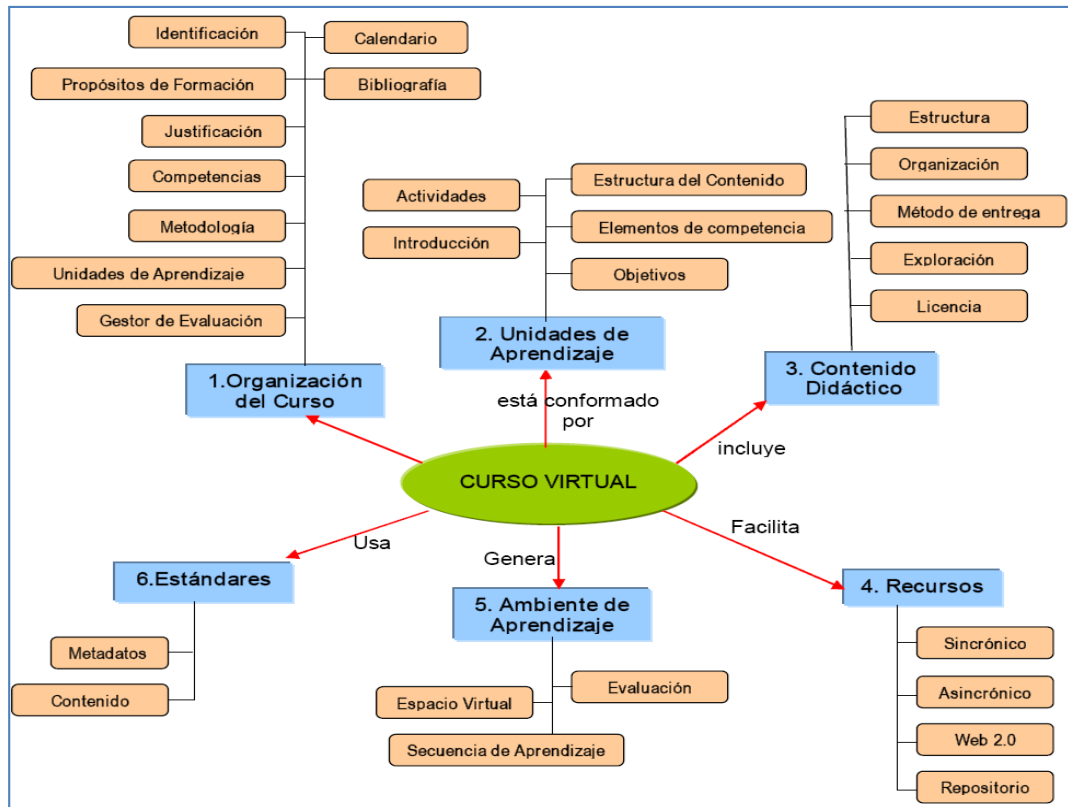 Identificación
Calendario
Propósitos de Formación
Bibliografía
Justificación
Competencias
Metodología
Unidades de Aprendizaje
Gestor de Evaluación
1.Organización
del Curso
Actividades
Estructura del Contenido
Introducción
Elementos de competencia
Objetivos
2. Unidades de
Aprendizaje
Estructura
Organización
Método de entrega
Exploración
Licencia
3. Contenido
Didáctico
está conformado
por
incluye
CURSO VIRTUAL
Usa
Genera
Facilita
6.Estándares
Metadatos
Contenido
5. Ambiente de
Aprendizaje
Evaluación
Espacio Virtual
Secuencia de Aprendizaje
4. Recursos
Sincrónico
Asincrónico
Web 2.0
Repositorio